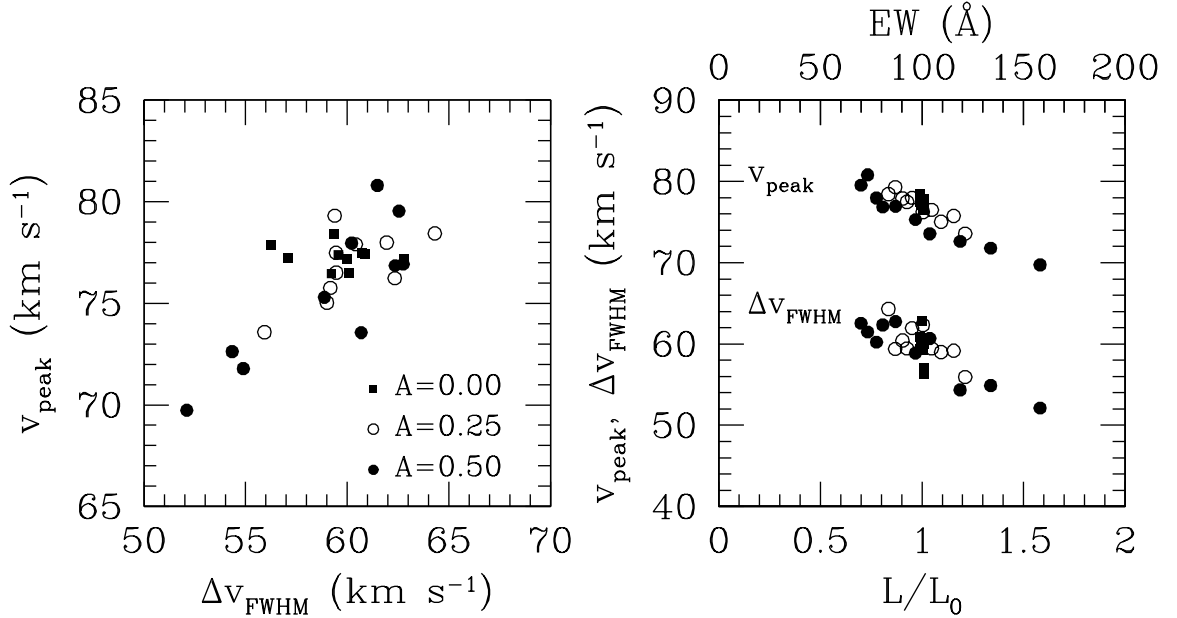 EW (Å)
0 50 100 150 200
85
80
75
70
65
v_peak (km s⁻¹)
A=0.00
A=0.25
A=0.50
50 55 60 65 70
Δv_FWHM (km s⁻¹)
90
80
70
60
50
40
v_peak, Δv_FWHM (km s⁻¹)
v_peak
Δv_FWHM
0 0.5 1 1.5 2
L/L₀